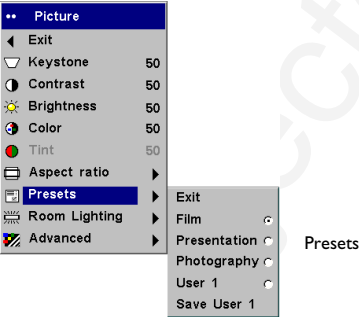 Picture
Exit
Keystone 50
Contrast 50
Brightness 50
Color 50
Tint 50
Aspect ratio
Presets
Room Lighting
Advanced
Exit
Film
Presentation
Photography
User 1
Save User 1
Presets